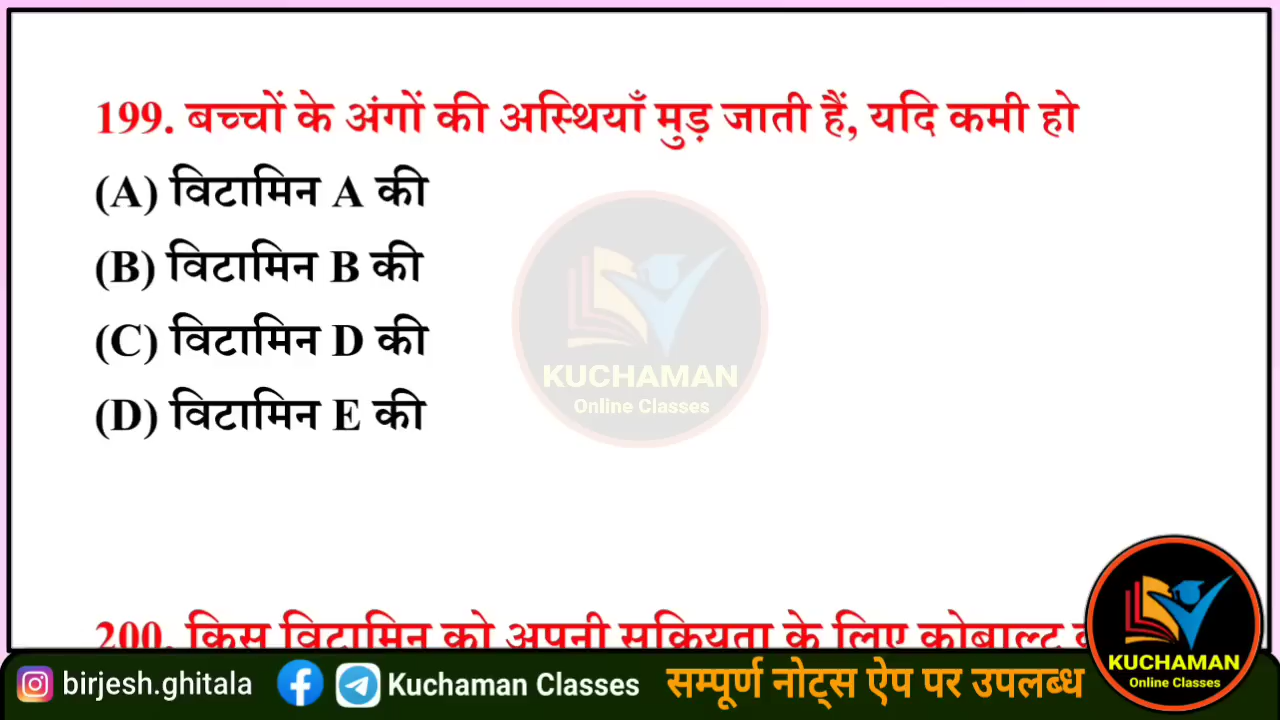 199. बच्चों के अंगों की अस्थियाँ मुड़ जाती हैं, यदि कमी हो
(A) विटामिन A की
(B) विटामिन B की
(C) विटामिन D की
(D) विटामिन E की
KUCHAMAN
Online Classes
200. किस विटामिन को अपनी सक्रियता के लिए कोबाल्ट
birjesh.ghitala
Kuchaman Classes
सम्पूर्ण नोट्स ऐप पर उपलब्ध
KUCHAMAN
Online Classes